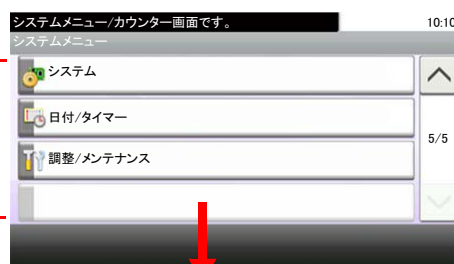 システムメニュー/カウンター画面です。
10:10
システムメニュー
システム
日付/タイマー
5/5
調整/メンテナンス